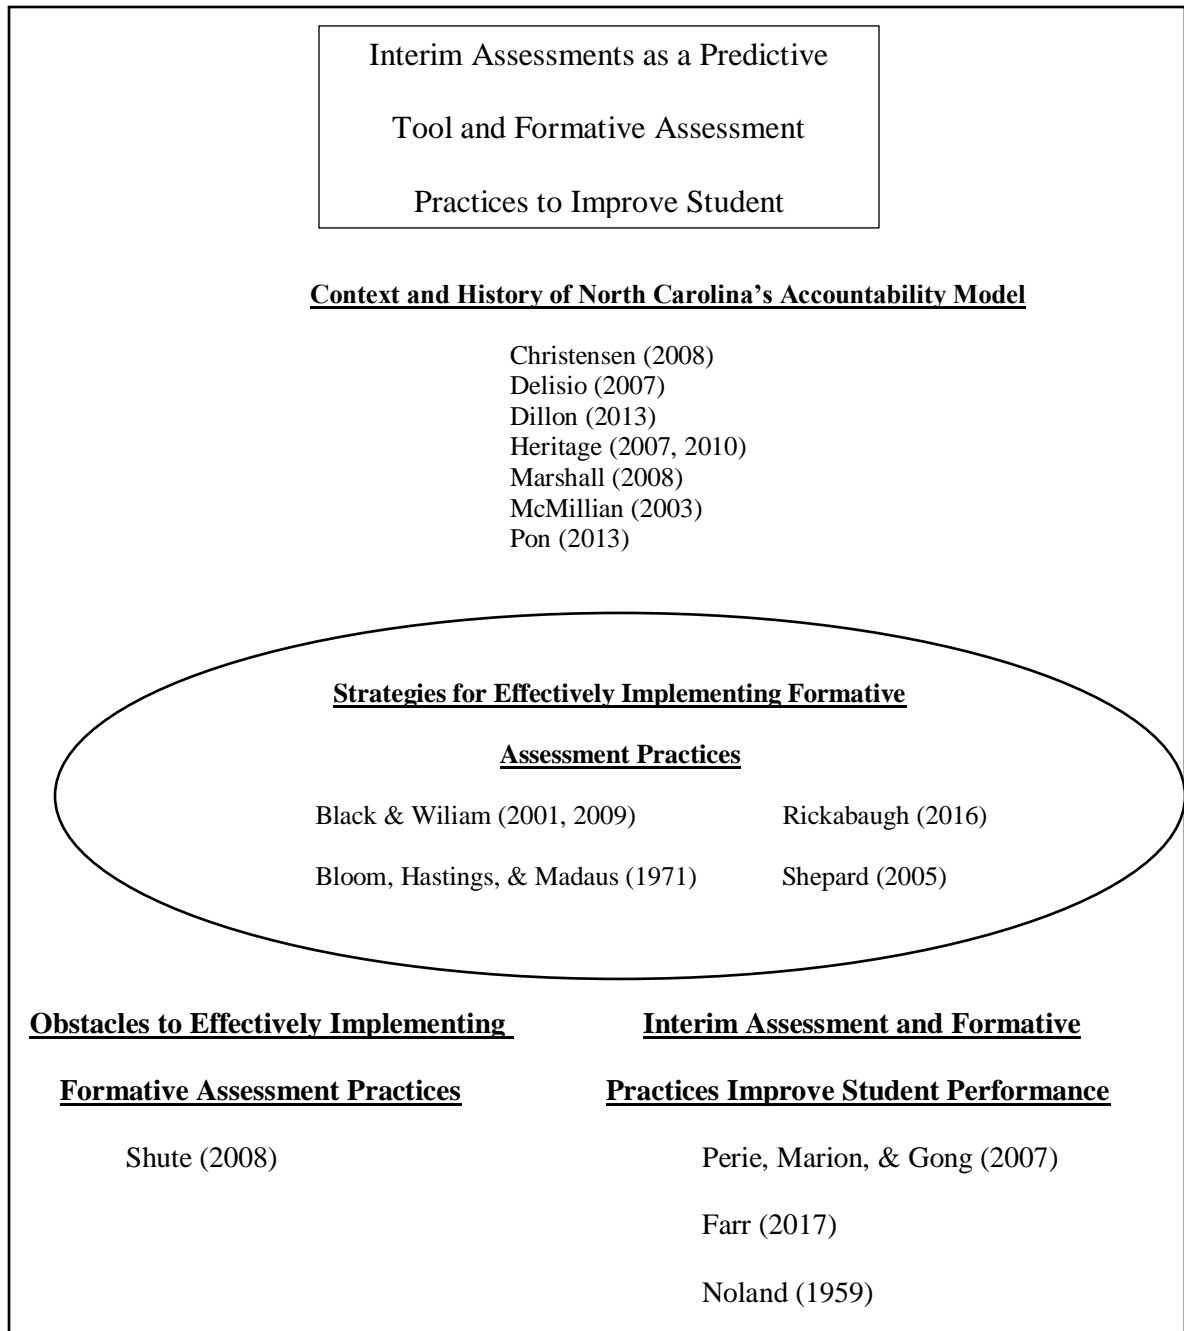 Interim Assessments as a Predictive
Tool and Formative Assessment
Practices to Improve Student
Context and History of North Carolina’s Accountability Model
Christensen (2008)
Delisio (2007)
Dillon (2013)
Heritage (2007, 2010)
Marshall (2008)
McMillian (2003)
Pon (2013)
Strategies for Effectively Implementing Formative
Assessment Practices
Black & Wiliam (2001, 2009)
Rickabaugh (2016)
Bloom, Hastings, & Madaus (1971)
Shepard (2005)
Obstacles to Effectively Implementing
Formative Assessment Practices
Shute (2008)
Interim Assessment and Formative
Practices Improve Student Performance
Perie, Marion, & Gong (2007)
Farr (2017)
Noland (1959)